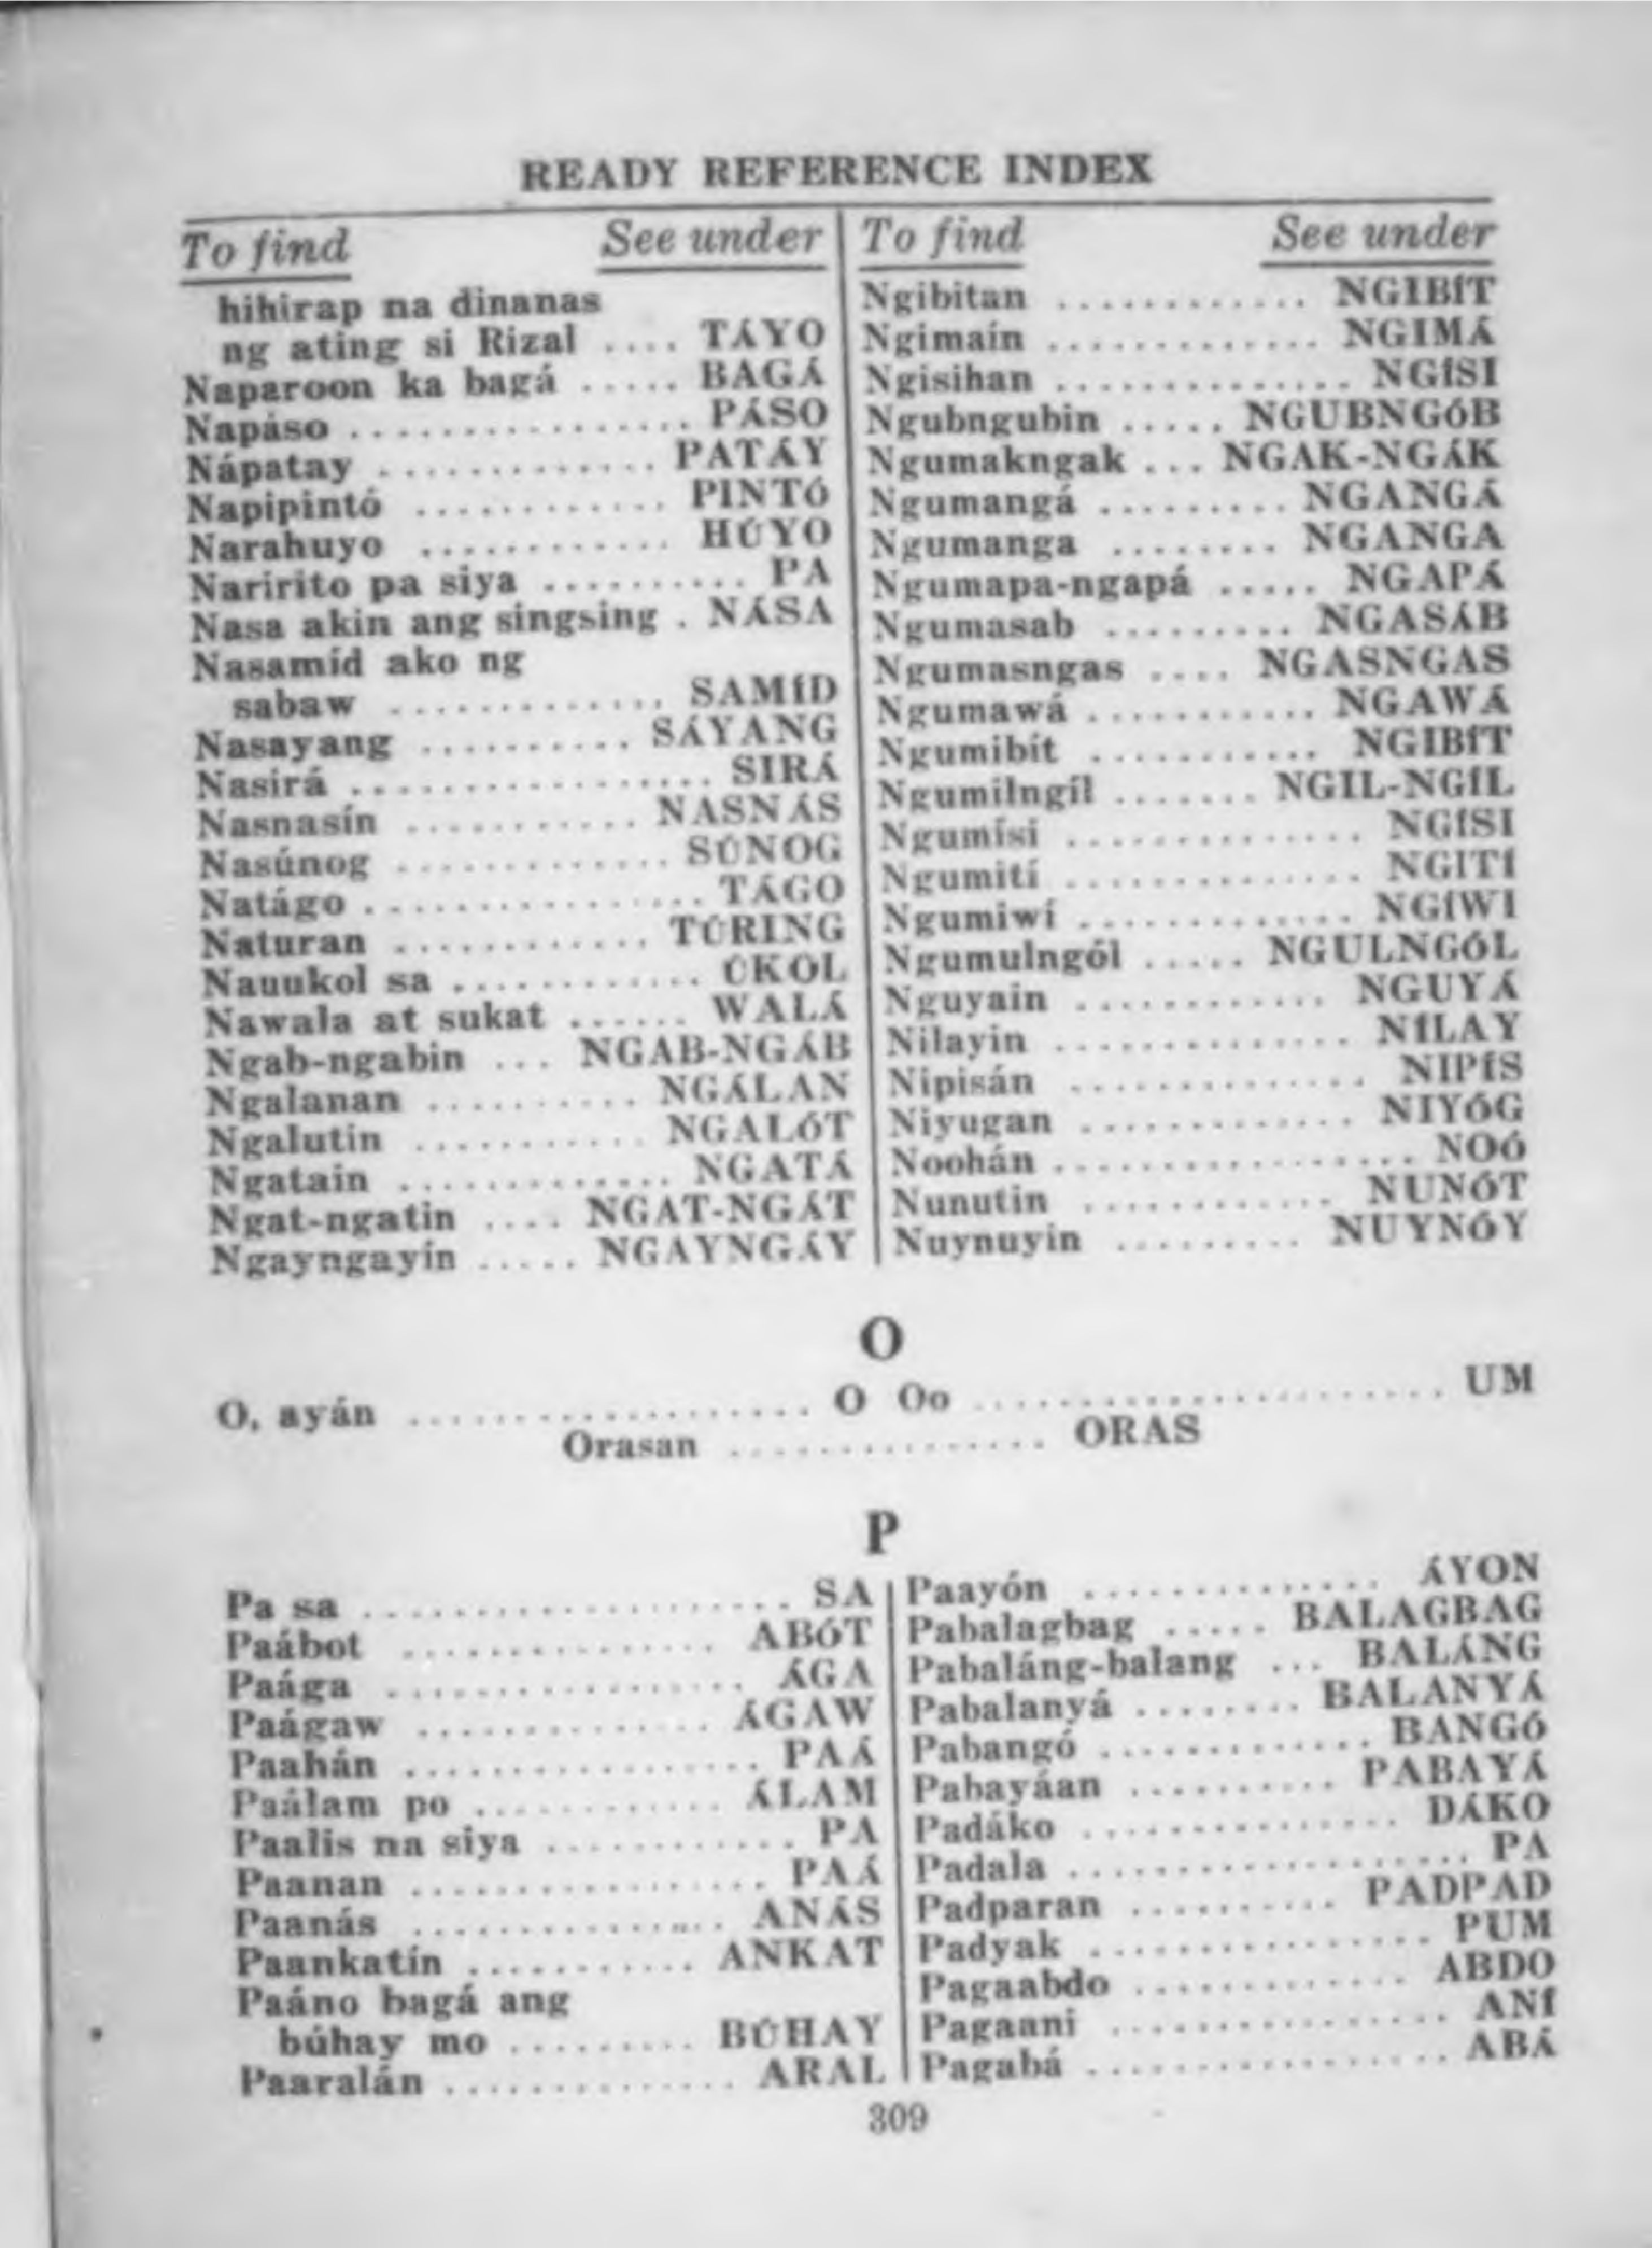 READY REFERENCE INDEX
To find See under
hihirap na dinanas
ng ating si Rizal .... TÁYO
Naparoon ka bagá ..... BAGÁ
Napáso .................. PÁSO
Nápatay ............. PATÁY
Napipintó ............ PINTÓ
Narahuyo ............ HÚYO
Naririto pa siya .......... PA
Nasa akin ang singsing . NÁSA
Nasamíd ako ng
sabaw ............. SAMÍD
Nasayang .......... SÁYANG
Nasirá ................. SIRÁ
Nasnasín ........... NASNÁS
Nasúnog ............. SÚNOG
Natágo ................. TÁGO
Naturan ............ TÚRING
Nauukol sa ............ ÚKOL
Nawala at sukat ...... WALÁ
Ngab-ngabin ... NGAB-NGÁB
Ngalanan .......... NGÁLAN
Ngalutin ........... NGALÓT
Ngatain ............. NGATÁ
Ngat-ngatin .... NGAT-NGÁT
Ngayngayín ..... NGAYNGÁY
To find See under
Ngibitan ............ NGIBÍT
Ngimaín ............. NGIMÁ
Ngisihan .............. NGÍSI
Ngubngubin ..... NGUBNGÓB
Ngumakngak ... NGAK-NGÁK
Ngumangá ......... NGANGÁ
Ngumanga ........ NGANGA
Ngumapa-ngapá ..... NGAPÁ
Ngumasab ......... NGASÁB
Ngumasngas .... NGASNGAS
Ngumawá ........... NGAWÁ
Ngumibít ........... NGIBÍT
Ngumilngíl ....... NGIL-NGÍL
Ngumísi .............. NGÍSI
Ngumití .............. NGITÍ
Ngumiwí ............. NGÍWI
Ngumulngól ..... NGULNGÓL
Nguyain ............ NGUYÁ
Nilayin .............. NÍLAY
Nipisán .............. NIPÍS
Niyugan ............. NIYÓG
Noohán ................. NOÓ
Nunutin ............ NUNÓT
Nuynuyin ......... NUYNÓY
O
O, ayán .................... O Oo ....................... UM
Orasan ............... ORAS
P
Pa sa ..................... SA
Paábot ............... ABÓT
Paága ................. ÁGA
Paágaw .............. ÁGAW
Paahán ................. PAÁ
Paálam po ............ ÁLAM
Paalis na siya ............ PA
Paanan ................. PAÁ
Paanás ............... ANÁS
Paankatín ........... ANKAT
Paáno bagá ang
búhay mo ......... BÚHAY
Paaralán .............. ARAL
Paayón .............. ÁYON
Pabalagbag ..... BALAGBAG
Pabaláng-balang ... BALÁNG
Pabalanyá ........ BALANYÁ
Pabangó ............. BANGÓ
Pabayáan .......... PABAYÁ
Padáko ............... DÁKO
Padala ................... PA
Padparan .......... PADPAD
Padyak ................. PUM
Pagaabdo ............. ABDO
Pagaani ................ ANÍ
Pagabá ................. ABÁ
309